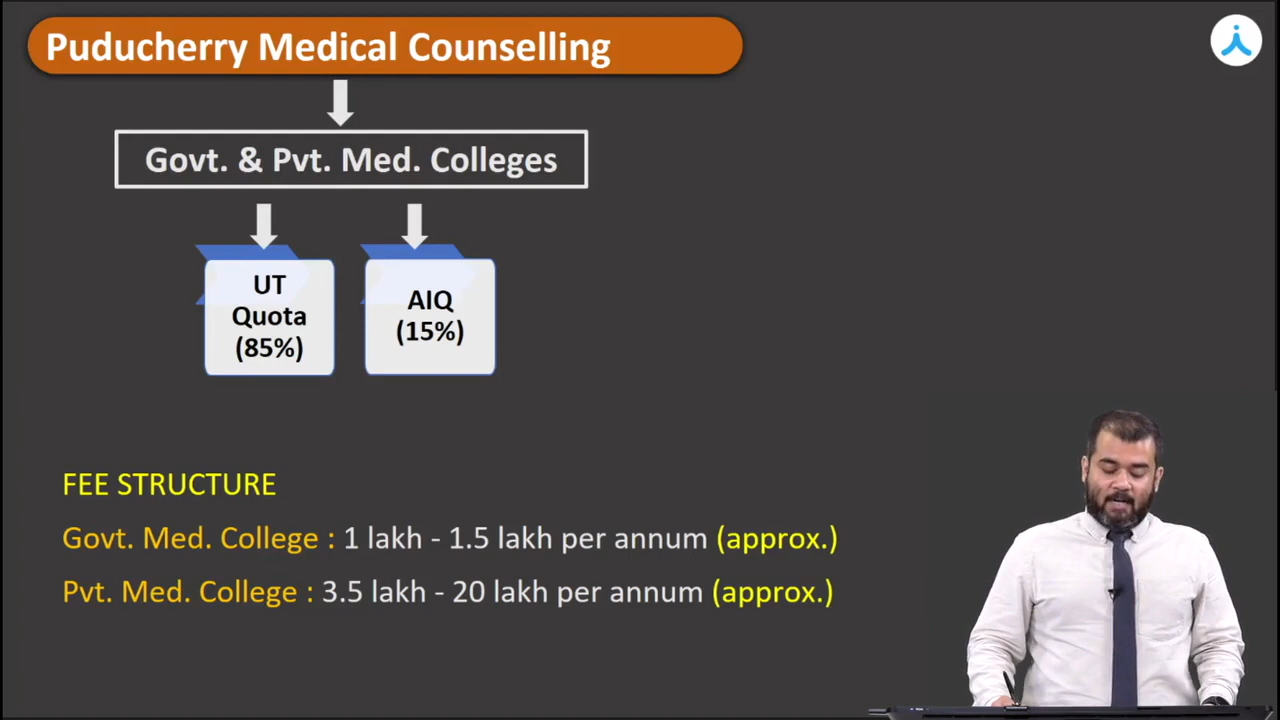 Puducherry Medical Counselling
Govt. & Pvt. Med. Colleges
UT
Quota
(85%)
AIQ
(15%)
FEE STRUCTURE
Govt. Med. College : 1 lakh - 1.5 lakh per annum (approx.)
Pvt. Med. College : 3.5 lakh - 20 lakh per annum (approx.)